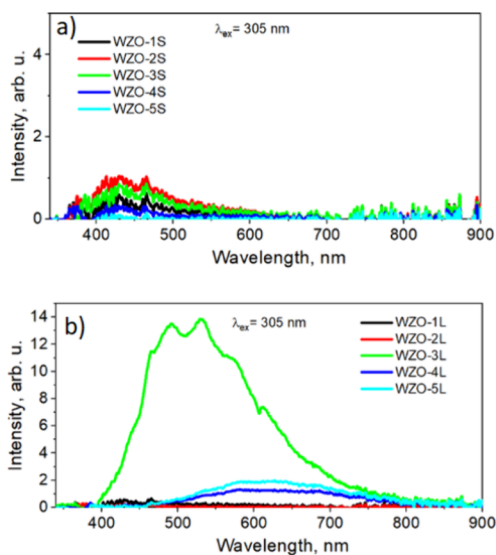 a)
λex= 305 nm
WZO-1S
WZO-2S
WZO-3S
WZO-4S
WZO-5S
Intensity, arb. u.
4
2
0
400 500 600 700 800 900
Wavelength, nm
b)
λex= 305 nm
WZO-1L
WZO-2L
WZO-3L
WZO-4L
WZO-5L
Intensity, arb. u.
14
12
10
8
6
4
2
0
400 500 600 700 800 900
Wavelength, nm